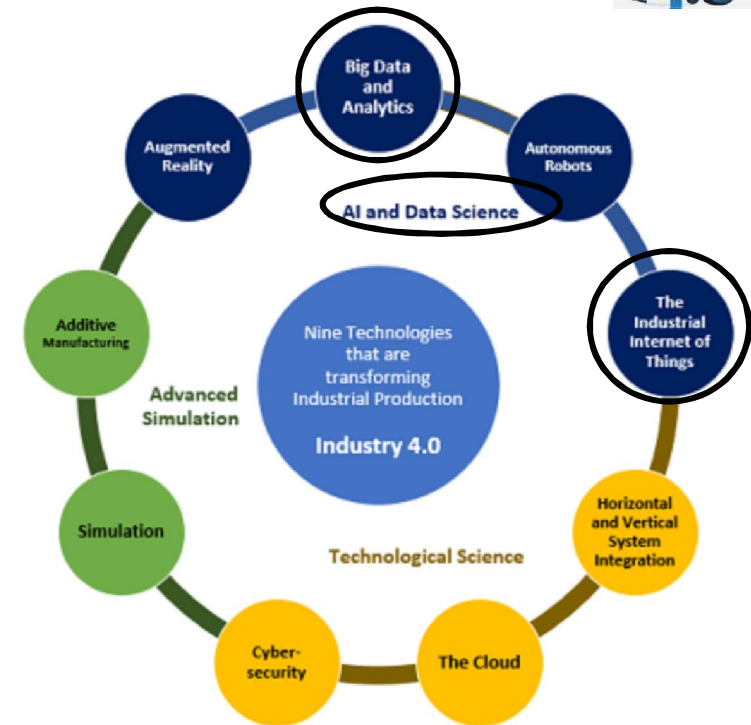 Big Data
and
Analytics
Augmented
Reality
Autonomous
Robots
AI and Data Science
The
Industrial
Internet of
Things
Additive
Manufacturing
Nine Technologies
that are
transforming
Industrial Production
Industry 4.0
Advanced
Simulation
Horizontal
and Vertical
System
Integration
Simulation
Technological Science
Cyber-
security
The Cloud